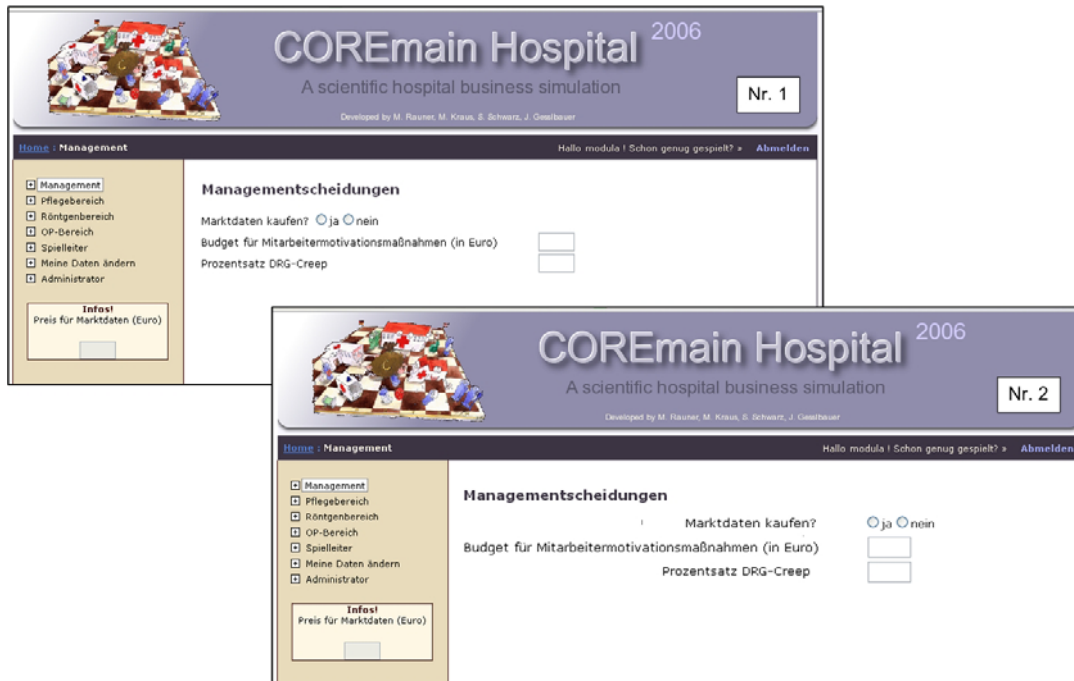 COREmain Hospital 2006
A scientific hospital business simulation
Nr. 1
Developed by M. Rauner, M. Kraus, S. Schwarz, J. Gesslbauer
Home : Management
Hallo modula ! Schon genug gespielt? » Abmelden
Management
Pflegebereich
Röntgenbereich
OP-Bereich
Spielleiter
Meine Daten ändern
Administrator
Infos!
Preis für Marktdaten (Euro)
Managementscheidungen
Marktdaten kaufen? ja nein
Budget für Mitarbeitermotivationsmaßnahmen (in Euro)
Prozentsatz DRG-Creep
COREmain Hospital 2006
A scientific hospital business simulation
Nr. 2
Developed by M. Rauner, M. Kraus, S. Schwarz, J. Gesslbauer
Home : Management
Hallo modula ! Schon genug gespielt? » Abmelden
Management
Pflegebereich
Röntgenbereich
OP-Bereich
Spielleiter
Meine Daten ändern
Administrator
Infos!
Preis für Marktdaten (Euro)
Managementscheidungen
Marktdaten kaufen? ja nein
Budget für Mitarbeitermotivationsmaßnahmen (in Euro)
Prozentsatz DRG-Creep